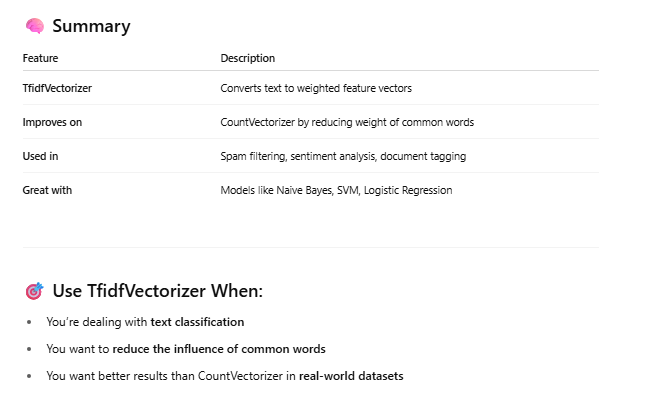 🧠 Summary
Feature Description
TfidfVectorizer Converts text to weighted feature vectors
Improves on CountVectorizer by reducing weight of common words
Used in Spam filtering, sentiment analysis, document tagging
Great with Models like Naive Bayes, SVM, Logistic Regression
🎯 Use TfidfVectorizer When:
• You’re dealing with text classification
• You want to reduce the influence of common words
• You want better results than CountVectorizer in real-world datasets